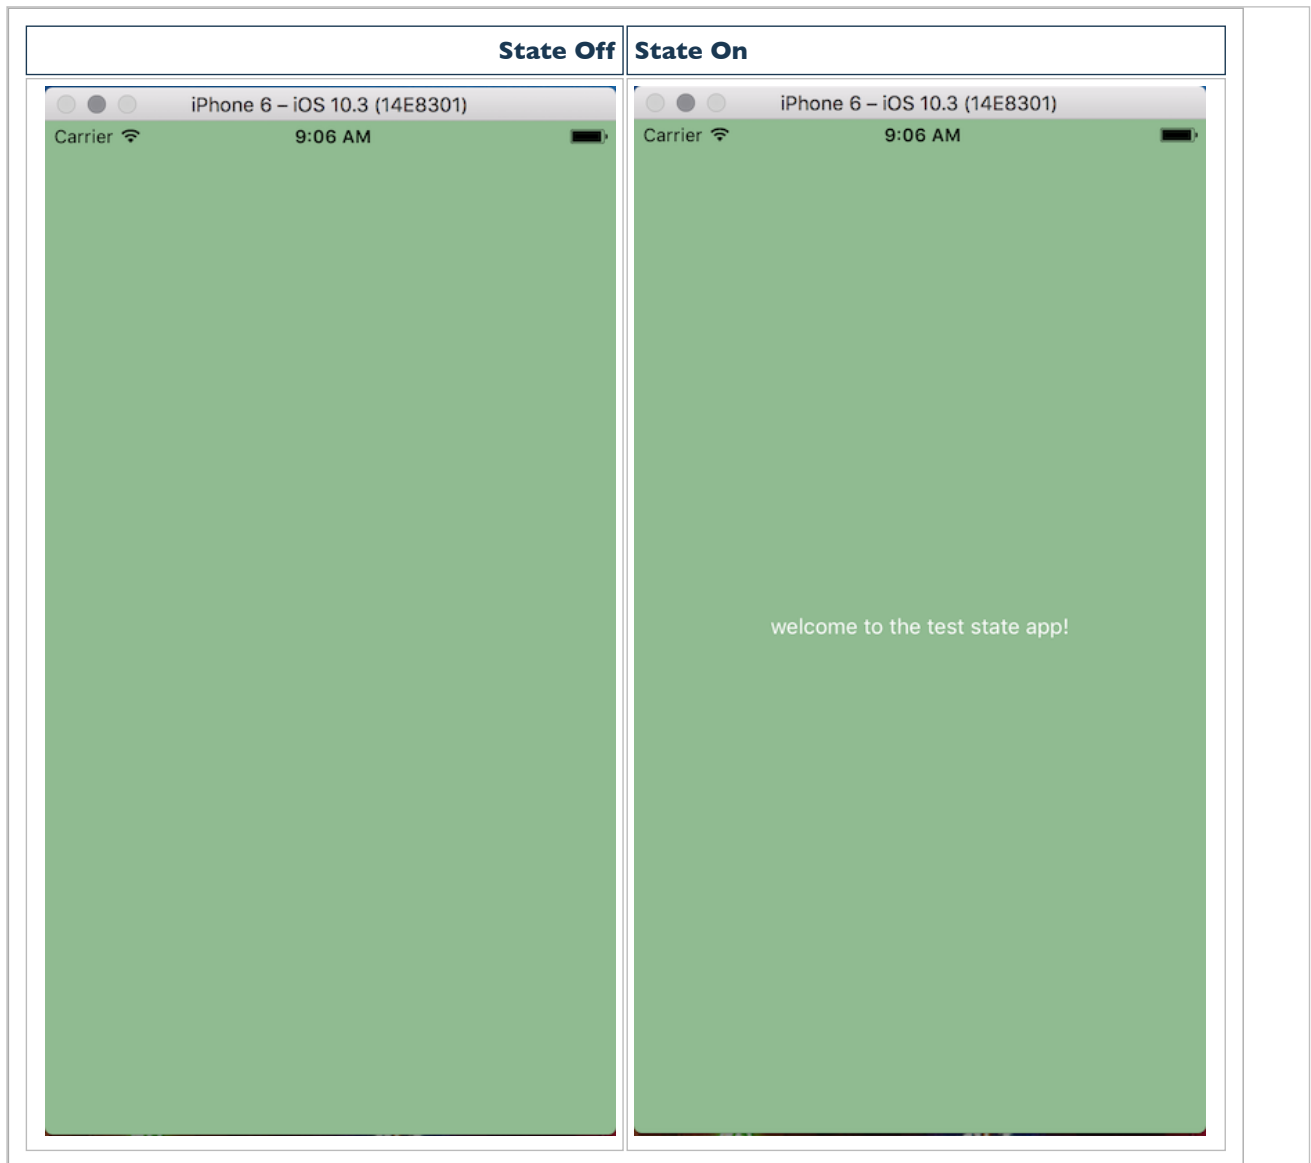 State Off
State On
iPhone 6 – iOS 10.3 (14E8301)
Carrier 9:06 AM
iPhone 6 – iOS 10.3 (14E8301)
Carrier 9:06 AM
welcome to the test state app!